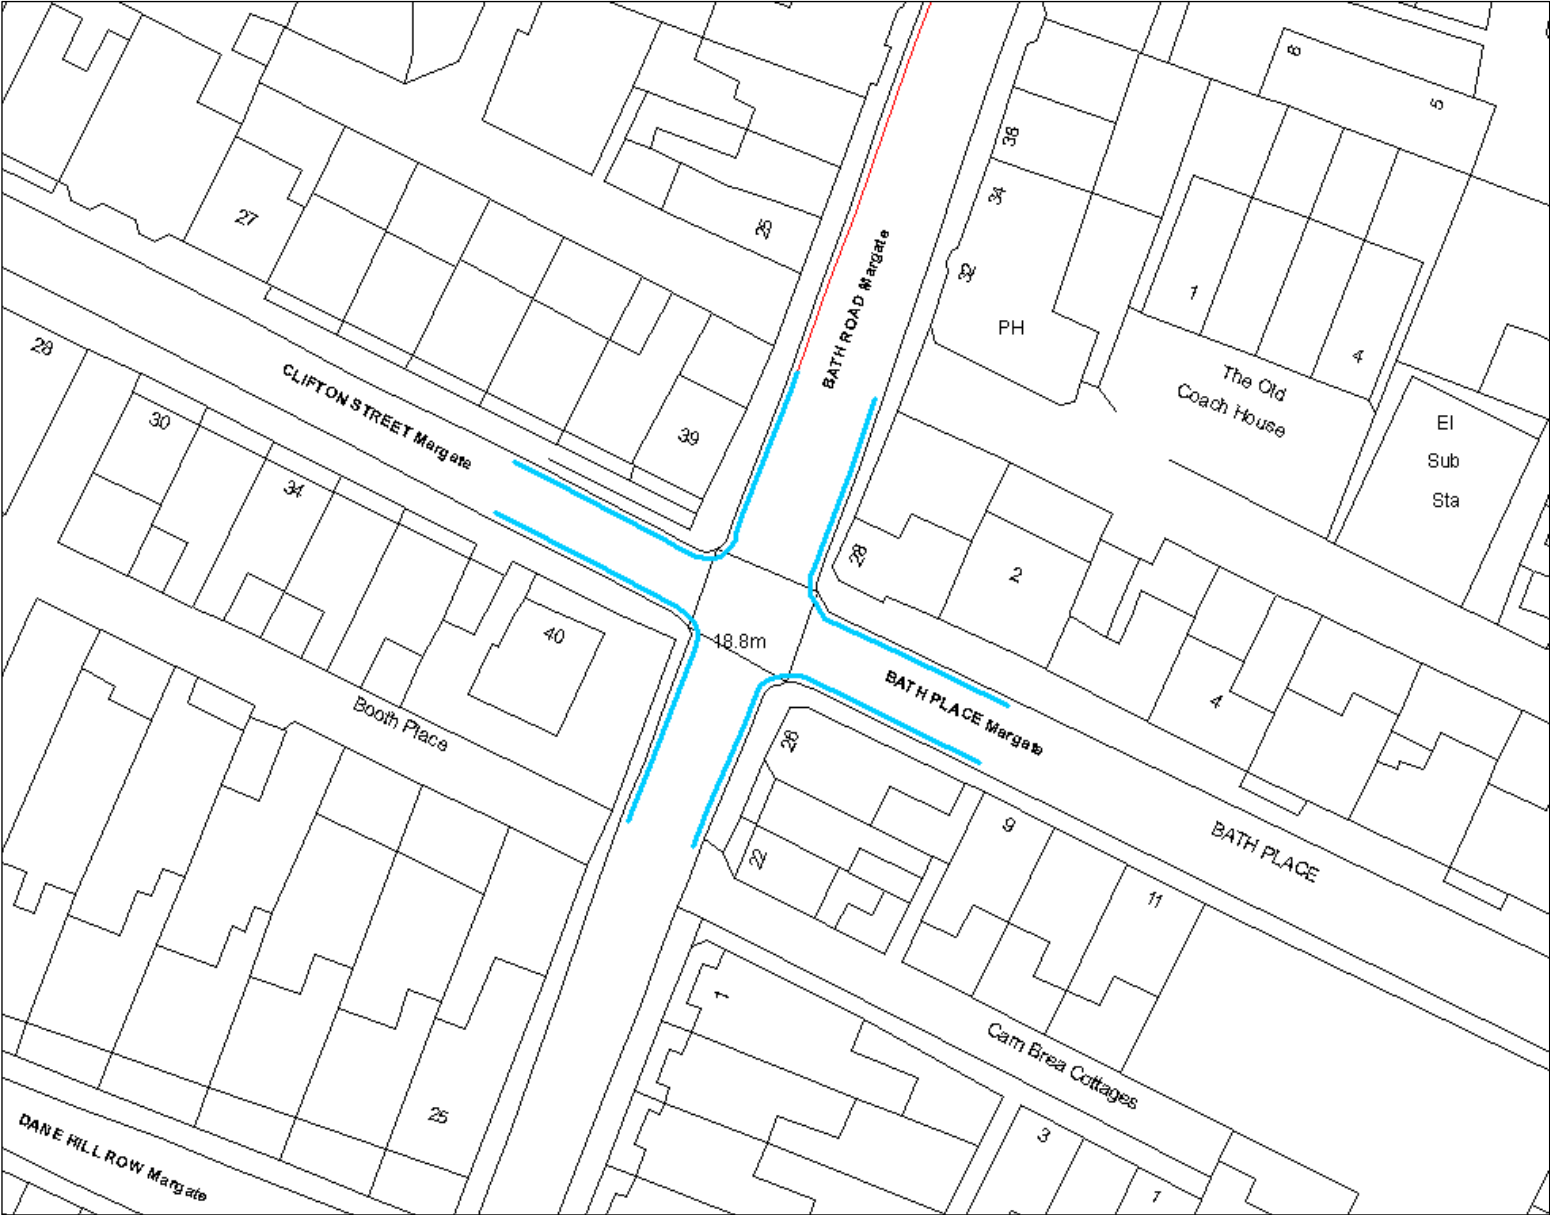 6
5
38
34
32
PH
27
25
BATH ROAD Margate
1
4
The Old
Coach House
El
Sub
Sta
28
30
34
CLIFTON STREET Margate
39
40
28
2
18.8m
4
BATH PLACE Margate
Booth Place
26
22
9
11
BATH PLACE
1
Carn Brea Cottages
3
1
25
DANE HILL ROW Margate